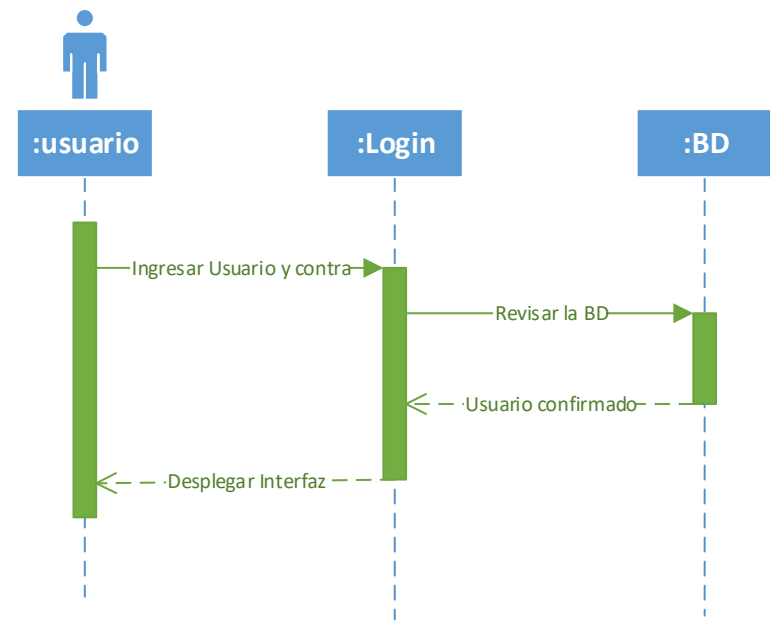 :usuario
:Login
:BD
Ingresar Usuario y contra
Revisar la BD
Usuario confirmado
Desplegar Interfaz